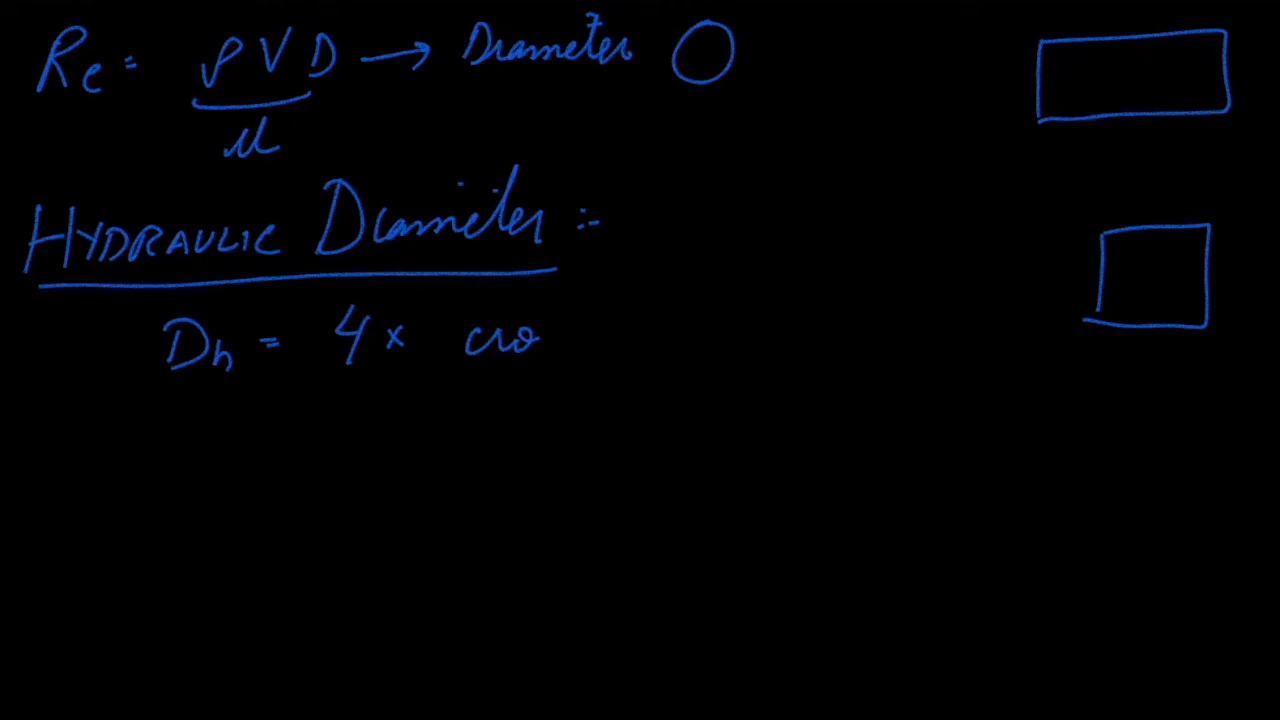 Re = ρVD → Diameter
μ
HYDRAULIC Diameter :-
Dh = 4 × cro